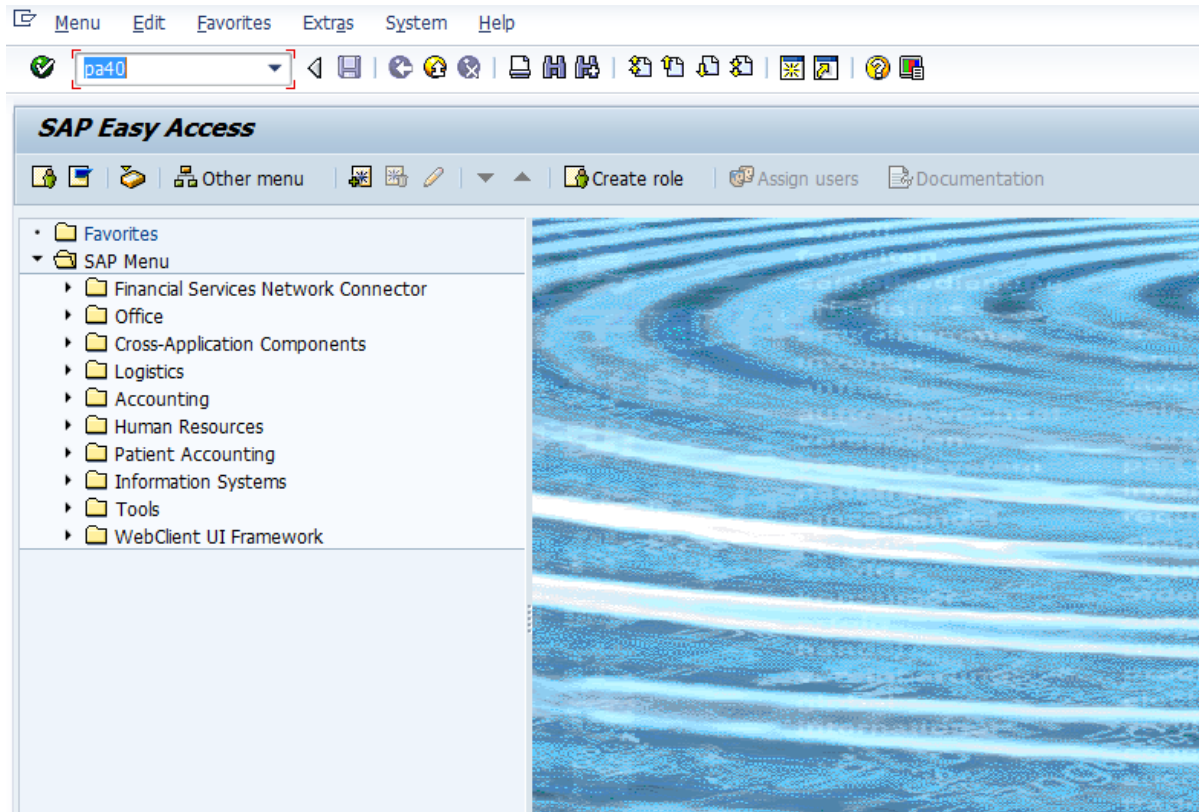 Menu Edit Favorites Extras System Help
pa40
SAP Easy Access
Other menu Create role Assign users Documentation
Favorites
SAP Menu
Financial Services Network Connector
Office
Cross-Application Components
Logistics
Accounting
Human Resources
Patient Accounting
Information Systems
Tools
WebClient UI Framework